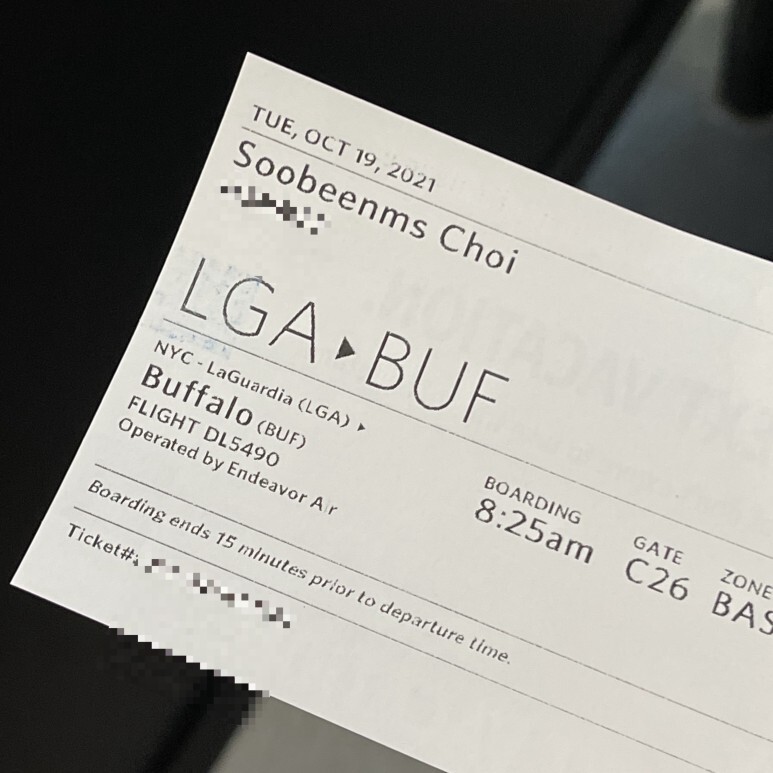 TUE, OCT 19, 2021
Soobeenms Choi
LGA ▸ BUF
NYC - LaGuardia (LGA) ▸
Buffalo (BUF)
FLIGHT DL5490
Operated by Endeavor Air
BOARDING
8:25am
GATE
C26
ZONE
BAS
Boarding ends 15 minutes prior to departure time.
Ticket#: